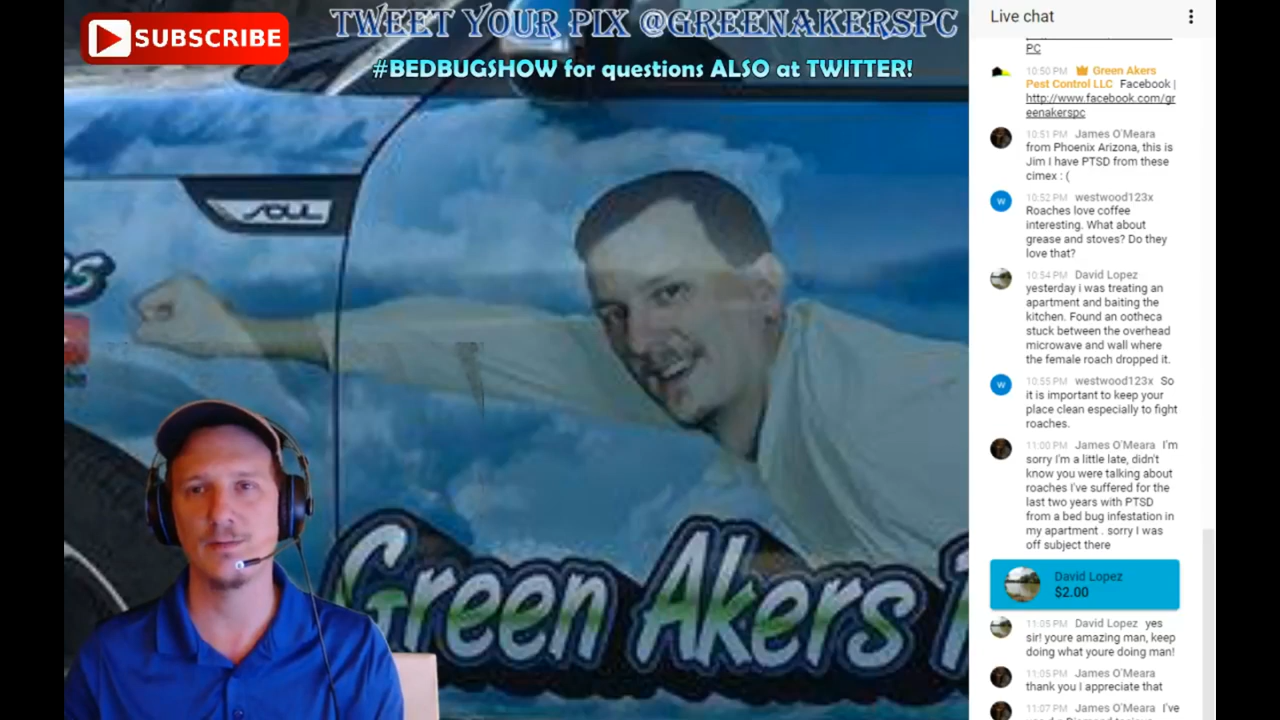 SUBSCRIBE
TWEET YOUR PIX @GREENAKERSPC
#BEDBUGSHOW for questions ALSO at TWITTER!
SOUL
Green Akers
Live chat
PC
10:50 PM Green Akers
Pest Control LLC Facebook |
http://www.facebook.com/gr
eenakerspc
10:51 PM James O'Meara
from Phoenix Arizona, this is
Jim I have PTSD from these
cimex : (
W
10:52 PM westwood123x
Roaches love coffee
interesting. What about
grease and stoves? Do they
love that?
10:54 PM David Lopez
yesterday i was treating an
apartment and baiting the
kitchen. Found an ootheca
stuck between the overhead
microwave and wall where
the female roach dropped it.
W
10:55 PM westwood123x So
it is important to keep your
place clean especially to fight
roaches.
11:00 PM James O'Meara I'm
sorry I'm a little late, didn't
know you were talking about
roaches I've suffered for the
last two years with PTSD
from a bed bug infestation in
my apartment . sorry I was
off subject there
David Lopez
$2.00
11:05 PM David Lopez yes
sir! youre amazing man, keep
doing what youre doing man!
11:05 PM James O'Meara
thank you I appreciate that
11:07 PM James O'Meara I've